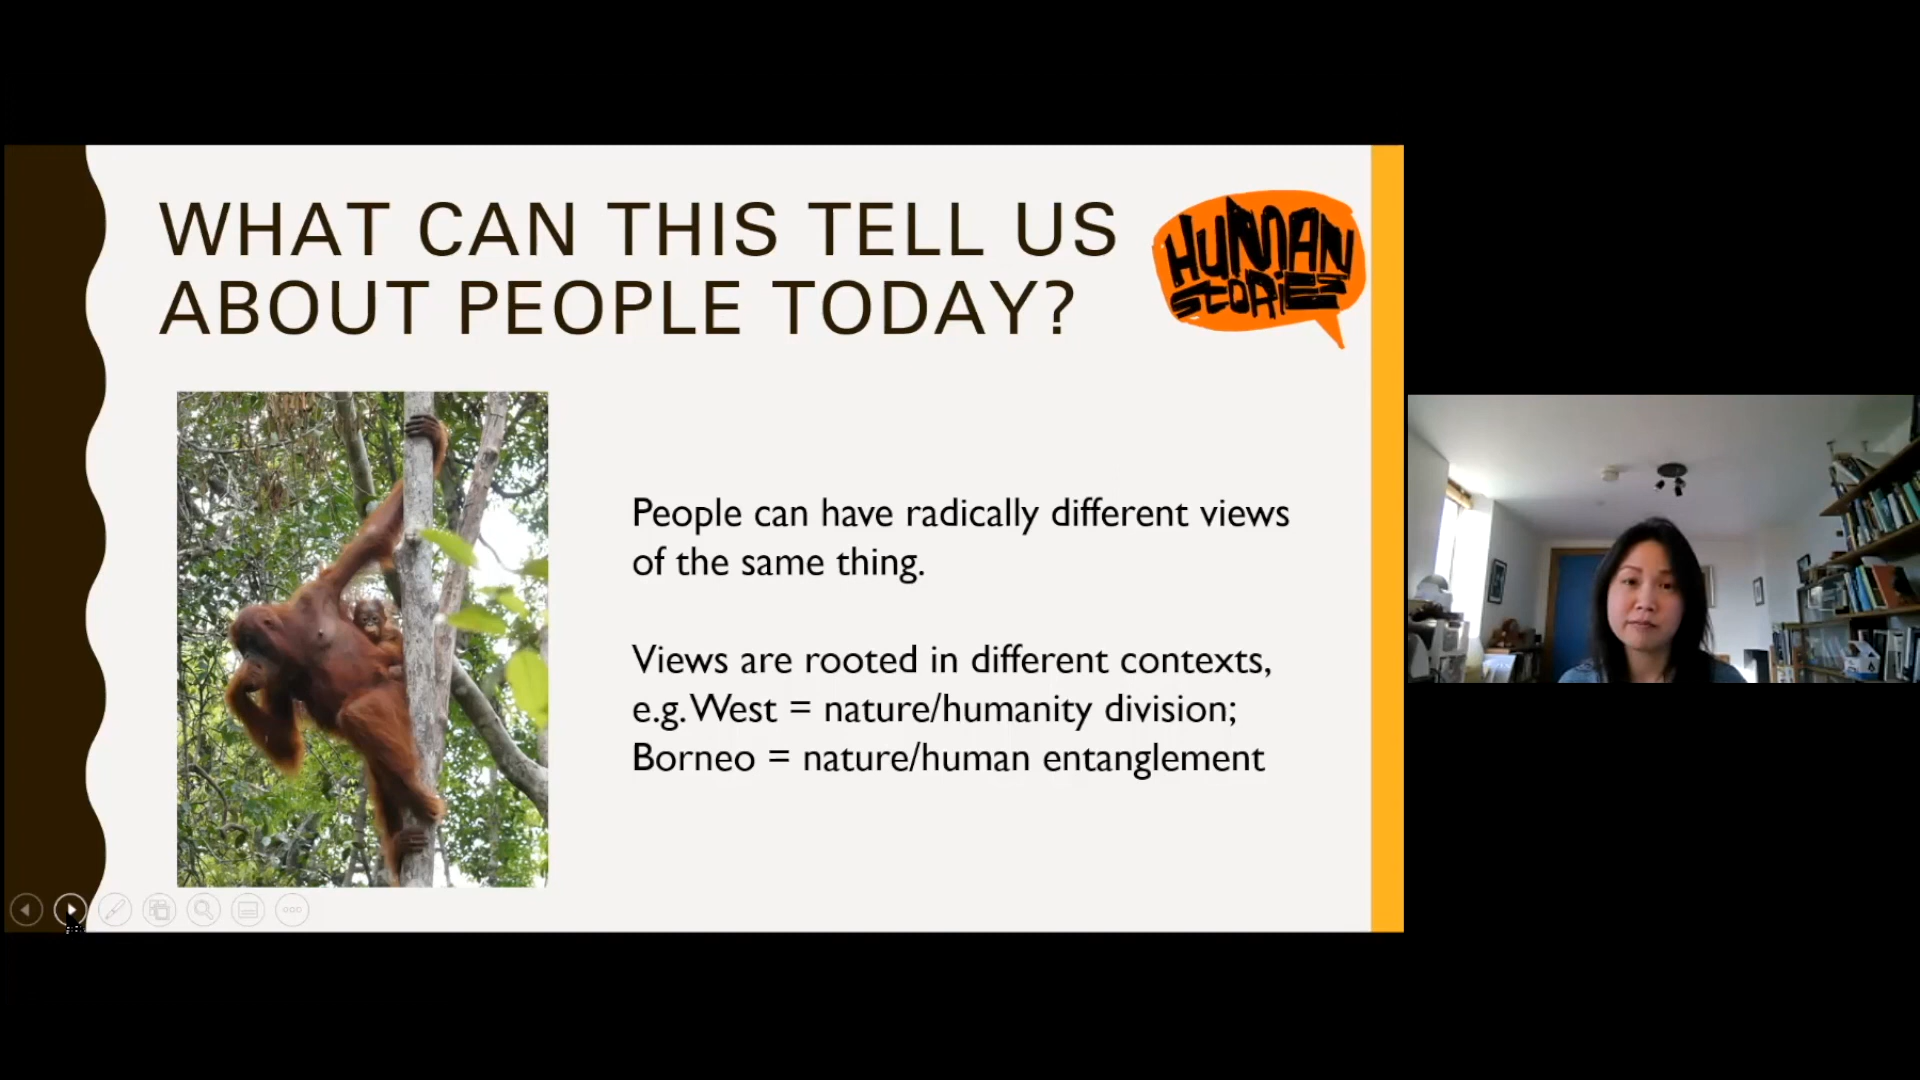 WHAT CAN THIS TELL US
ABOUT PEOPLE TODAY?
HUMAN
STORIES
People can have radically different views
of the same thing.
Views are rooted in different contexts,
e.g. West = nature/humanity division;
Borneo = nature/human entanglement